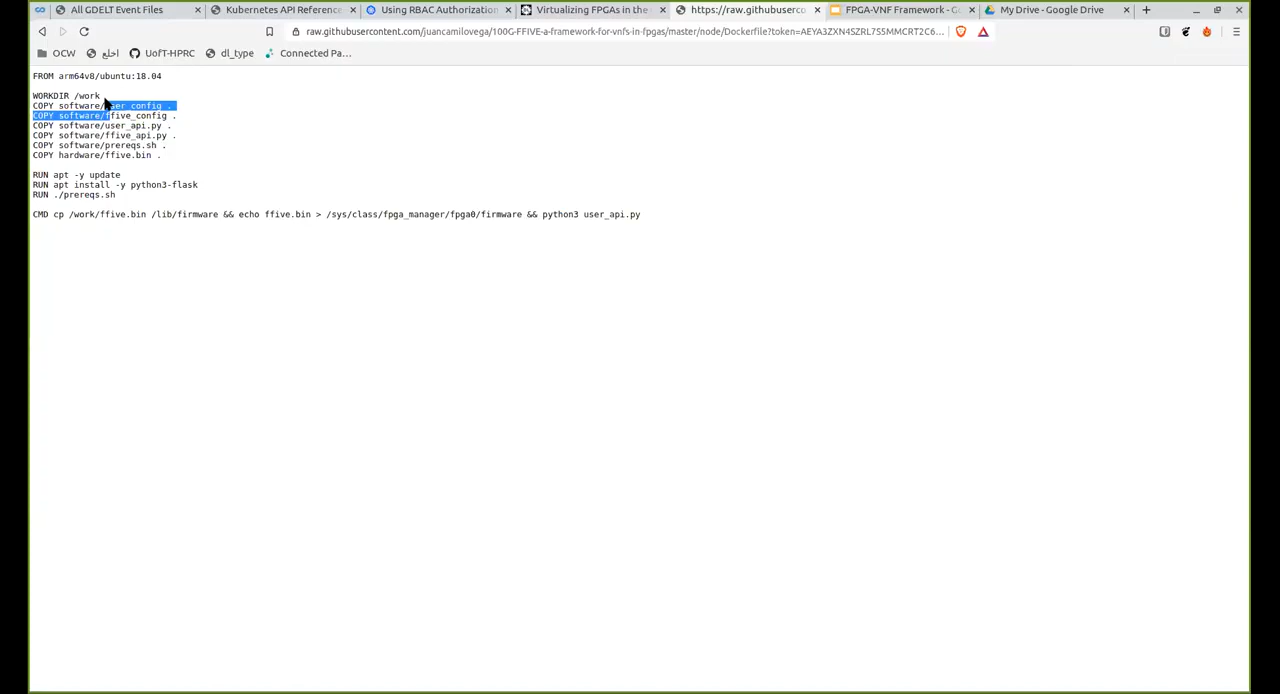 All GDELT Event Files
Kubernetes API Reference
Using RBAC Authorization
Virtualizing FPGAs in the
https://raw.githubuserco
FPGA-VNF Framework - Go
My Drive - Google Drive
raw.githubusercontent.com/juancamilovega/100G-FFIVE-a-framework-for-vnfs-in-fpgas/master/node/Dockerfile?token=AEYA3ZXN4SZRL7S5MMCRT2C6...
OCW
اخلع
UofT-HPRC
dl_type
Connected Pa...
FROM arm64v8/ubuntu:18.04
WORKDIR /work
COPY software/user_config .
COPY software/ffive_config .
COPY software/user_api.py .
COPY software/ffive_api.py .
COPY software/prereqs.sh .
COPY hardware/ffive.bin .
RUN apt -y update
RUN apt install -y python3-flask
RUN ./prereqs.sh
CMD cp /work/ffive.bin /lib/firmware && echo ffive.bin > /sys/class/fpga_manager/fpga0/firmware && python3 user_api.py